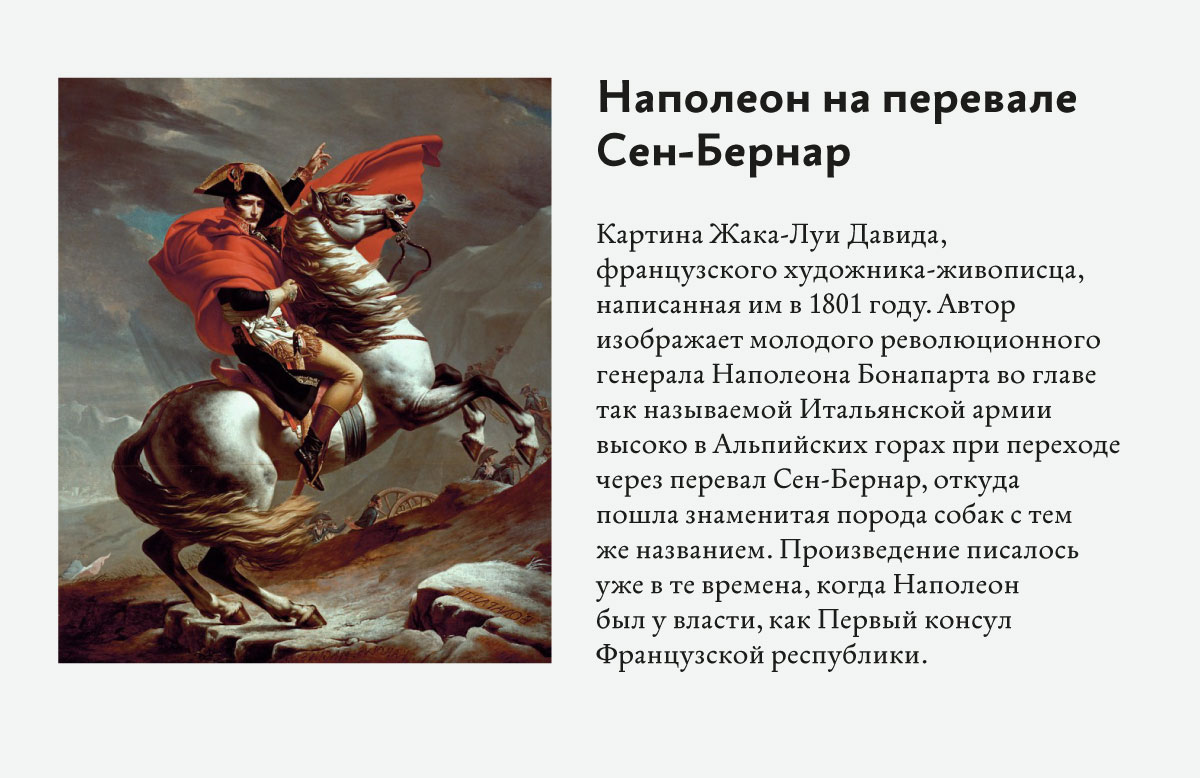 Наполеон на перевале
Сен-Бернар
Картина Жака-Луи Давида,
французского художника-живописца,
написанная им в 1801 году. Автор
изображает молодого революционного
генерала Наполеона Бонапарта во главе
так называемой Итальянской армии
высоко в Альпийских горах при переходе
через перевал Сен-Бернар, откуда
пошла знаменитая порода собак с тем
же названием. Произведение писалось
уже в те времена, когда Наполеон
был у власти, как Первый консул
Французской республики.